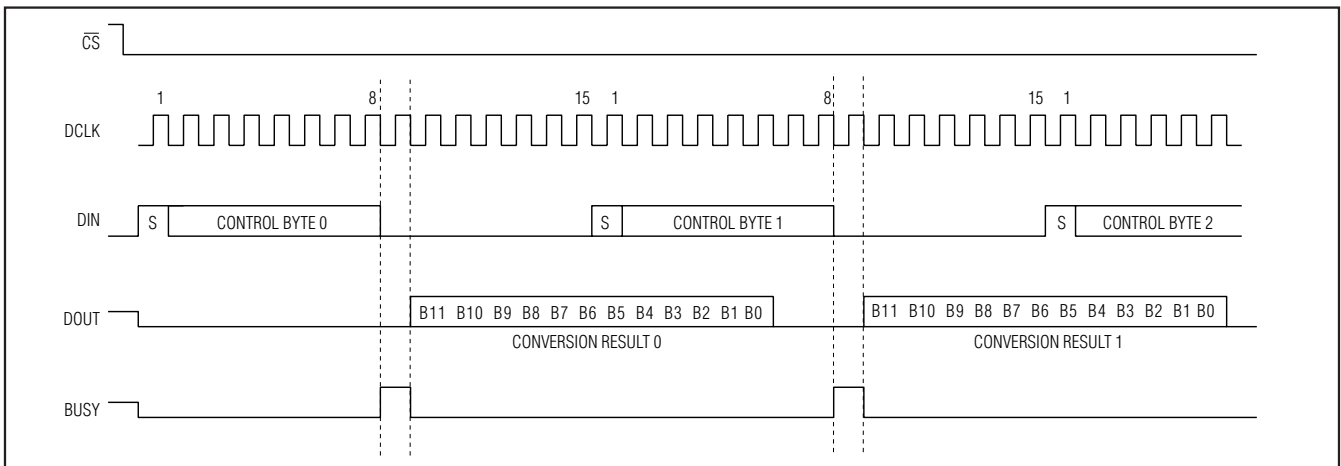 C̅S̅
1 8 15 1 8 15 1
DCLK
DIN S CONTROL BYTE 0 S CONTROL BYTE 1 S CONTROL BYTE 2
DOUT B11 B10 B9 B8 B7 B6 B5 B4 B3 B2 B1 B0 B11 B10 B9 B8 B7 B6 B5 B4 B3 B2 B1 B0
CONVERSION RESULT 0 CONVERSION RESULT 1
BUSY